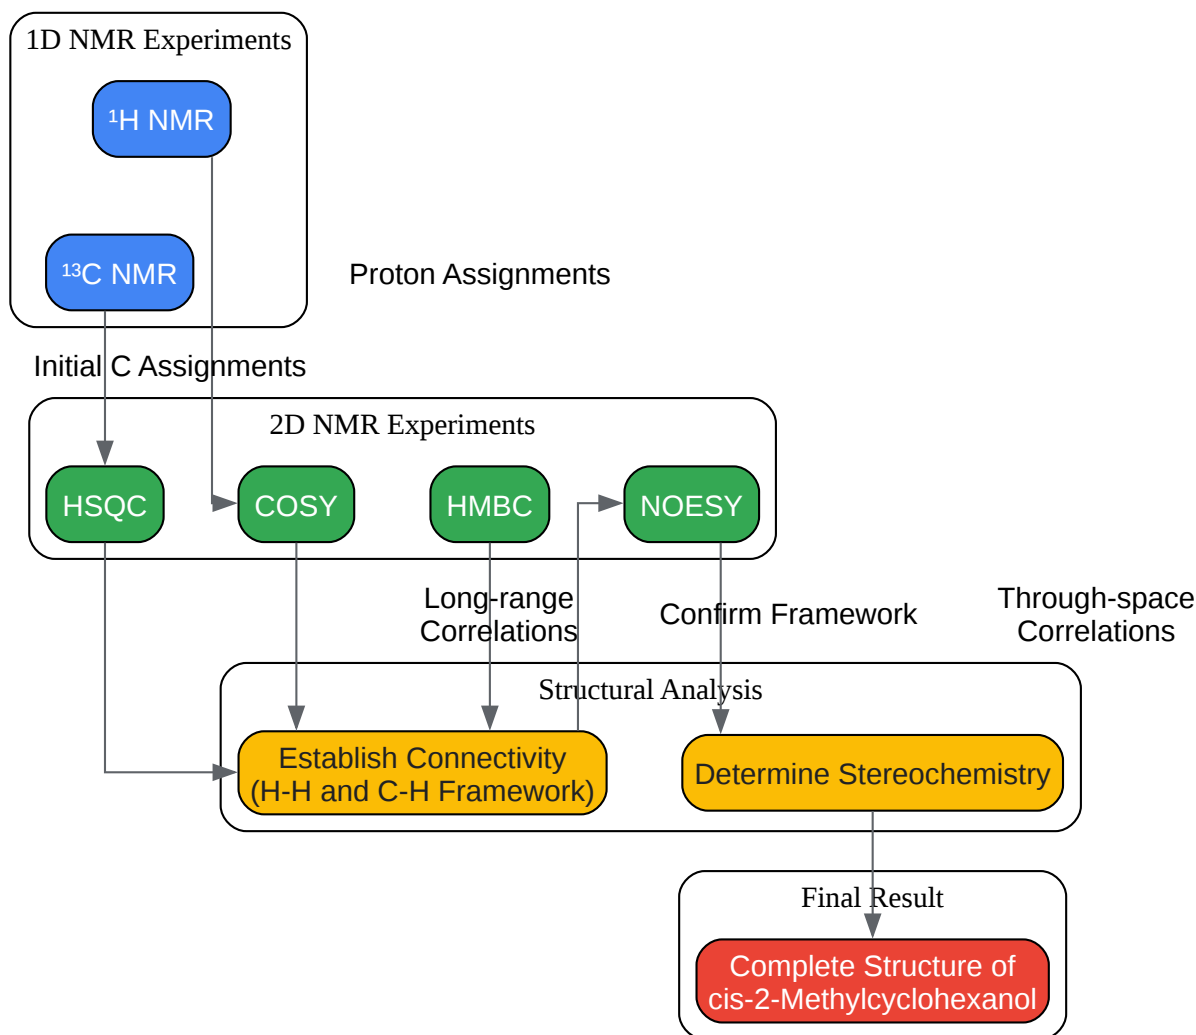 1D NMR Experiments
¹H NMR
¹³C NMR
Proton Assignments
Initial C Assignments
2D NMR Experiments
HSQC
COSY
HMBC
NOESY
Long-range
Correlations
Confirm Framework
Through-space
Correlations
Structural Analysis
Establish Connectivity
(H-H and C-H Framework)
Determine Stereochemistry
Final Result
Complete Structure of
cis-2-Methylcyclohexanol